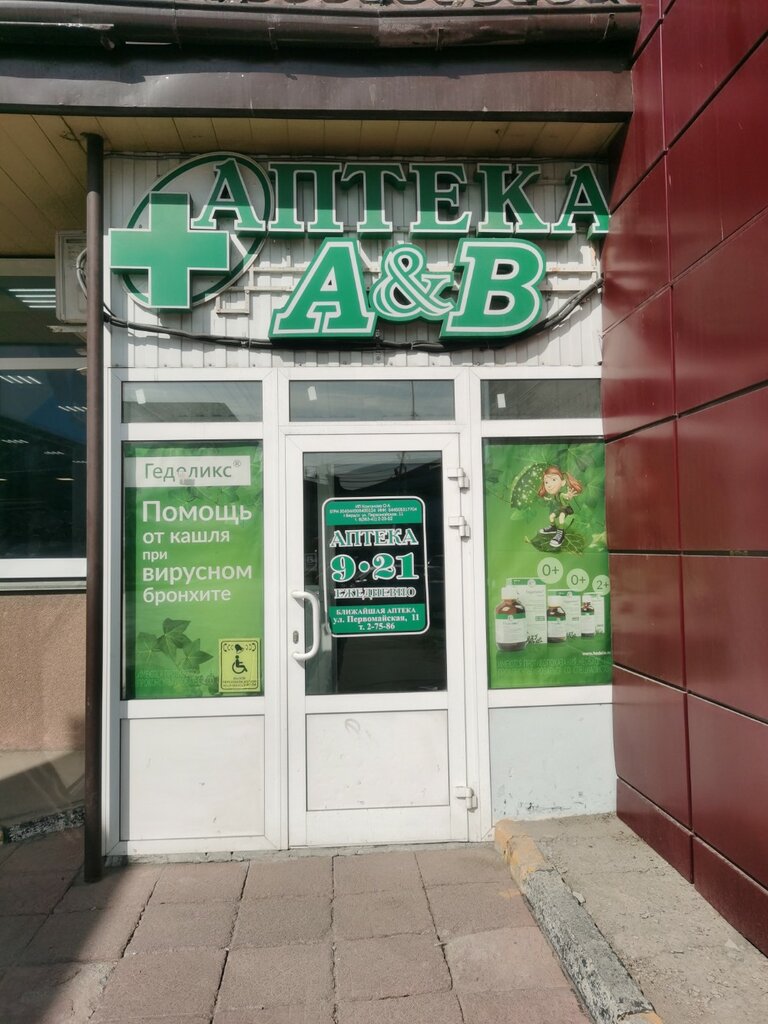 АПТЕКА
A&B
Геделикс®
Помощь
от кашля
при
вирусном
бронхите
АПТЕКА
9·21
ЕЖЕДНЕВНО
БЛИЖАЙШАЯ АПТЕКА
ул. Первомайская, 11
т. 2-75-86
0+
0+
2+